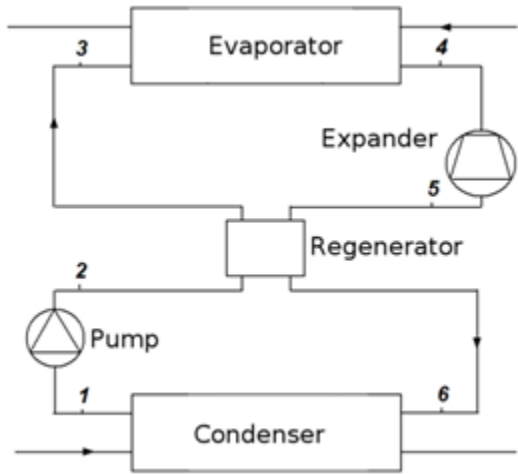 Evaporator
3
4
Expander
5
Regenerator
2
Pump
1
6
Condenser